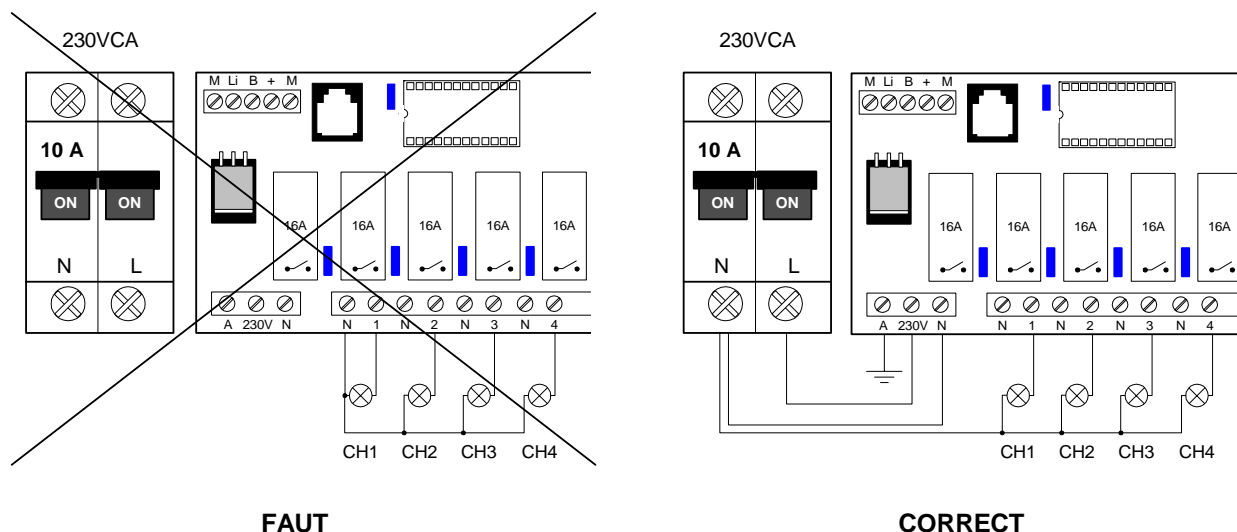 230VCA
M Li B + M
10 A
ON ON
16A 16A 16A 16A 16A
N L
A 230V N N 1 N 2 N 3 N 4
CH1 CH2 CH3 CH4
FAUT
230VCA
M Li B + M
10 A
ON ON
16A 16A 16A 16A 16A
N L
A 230V N N 1 N 2 N 3 N 4
CH1 CH2 CH3 CH4
CORRECT